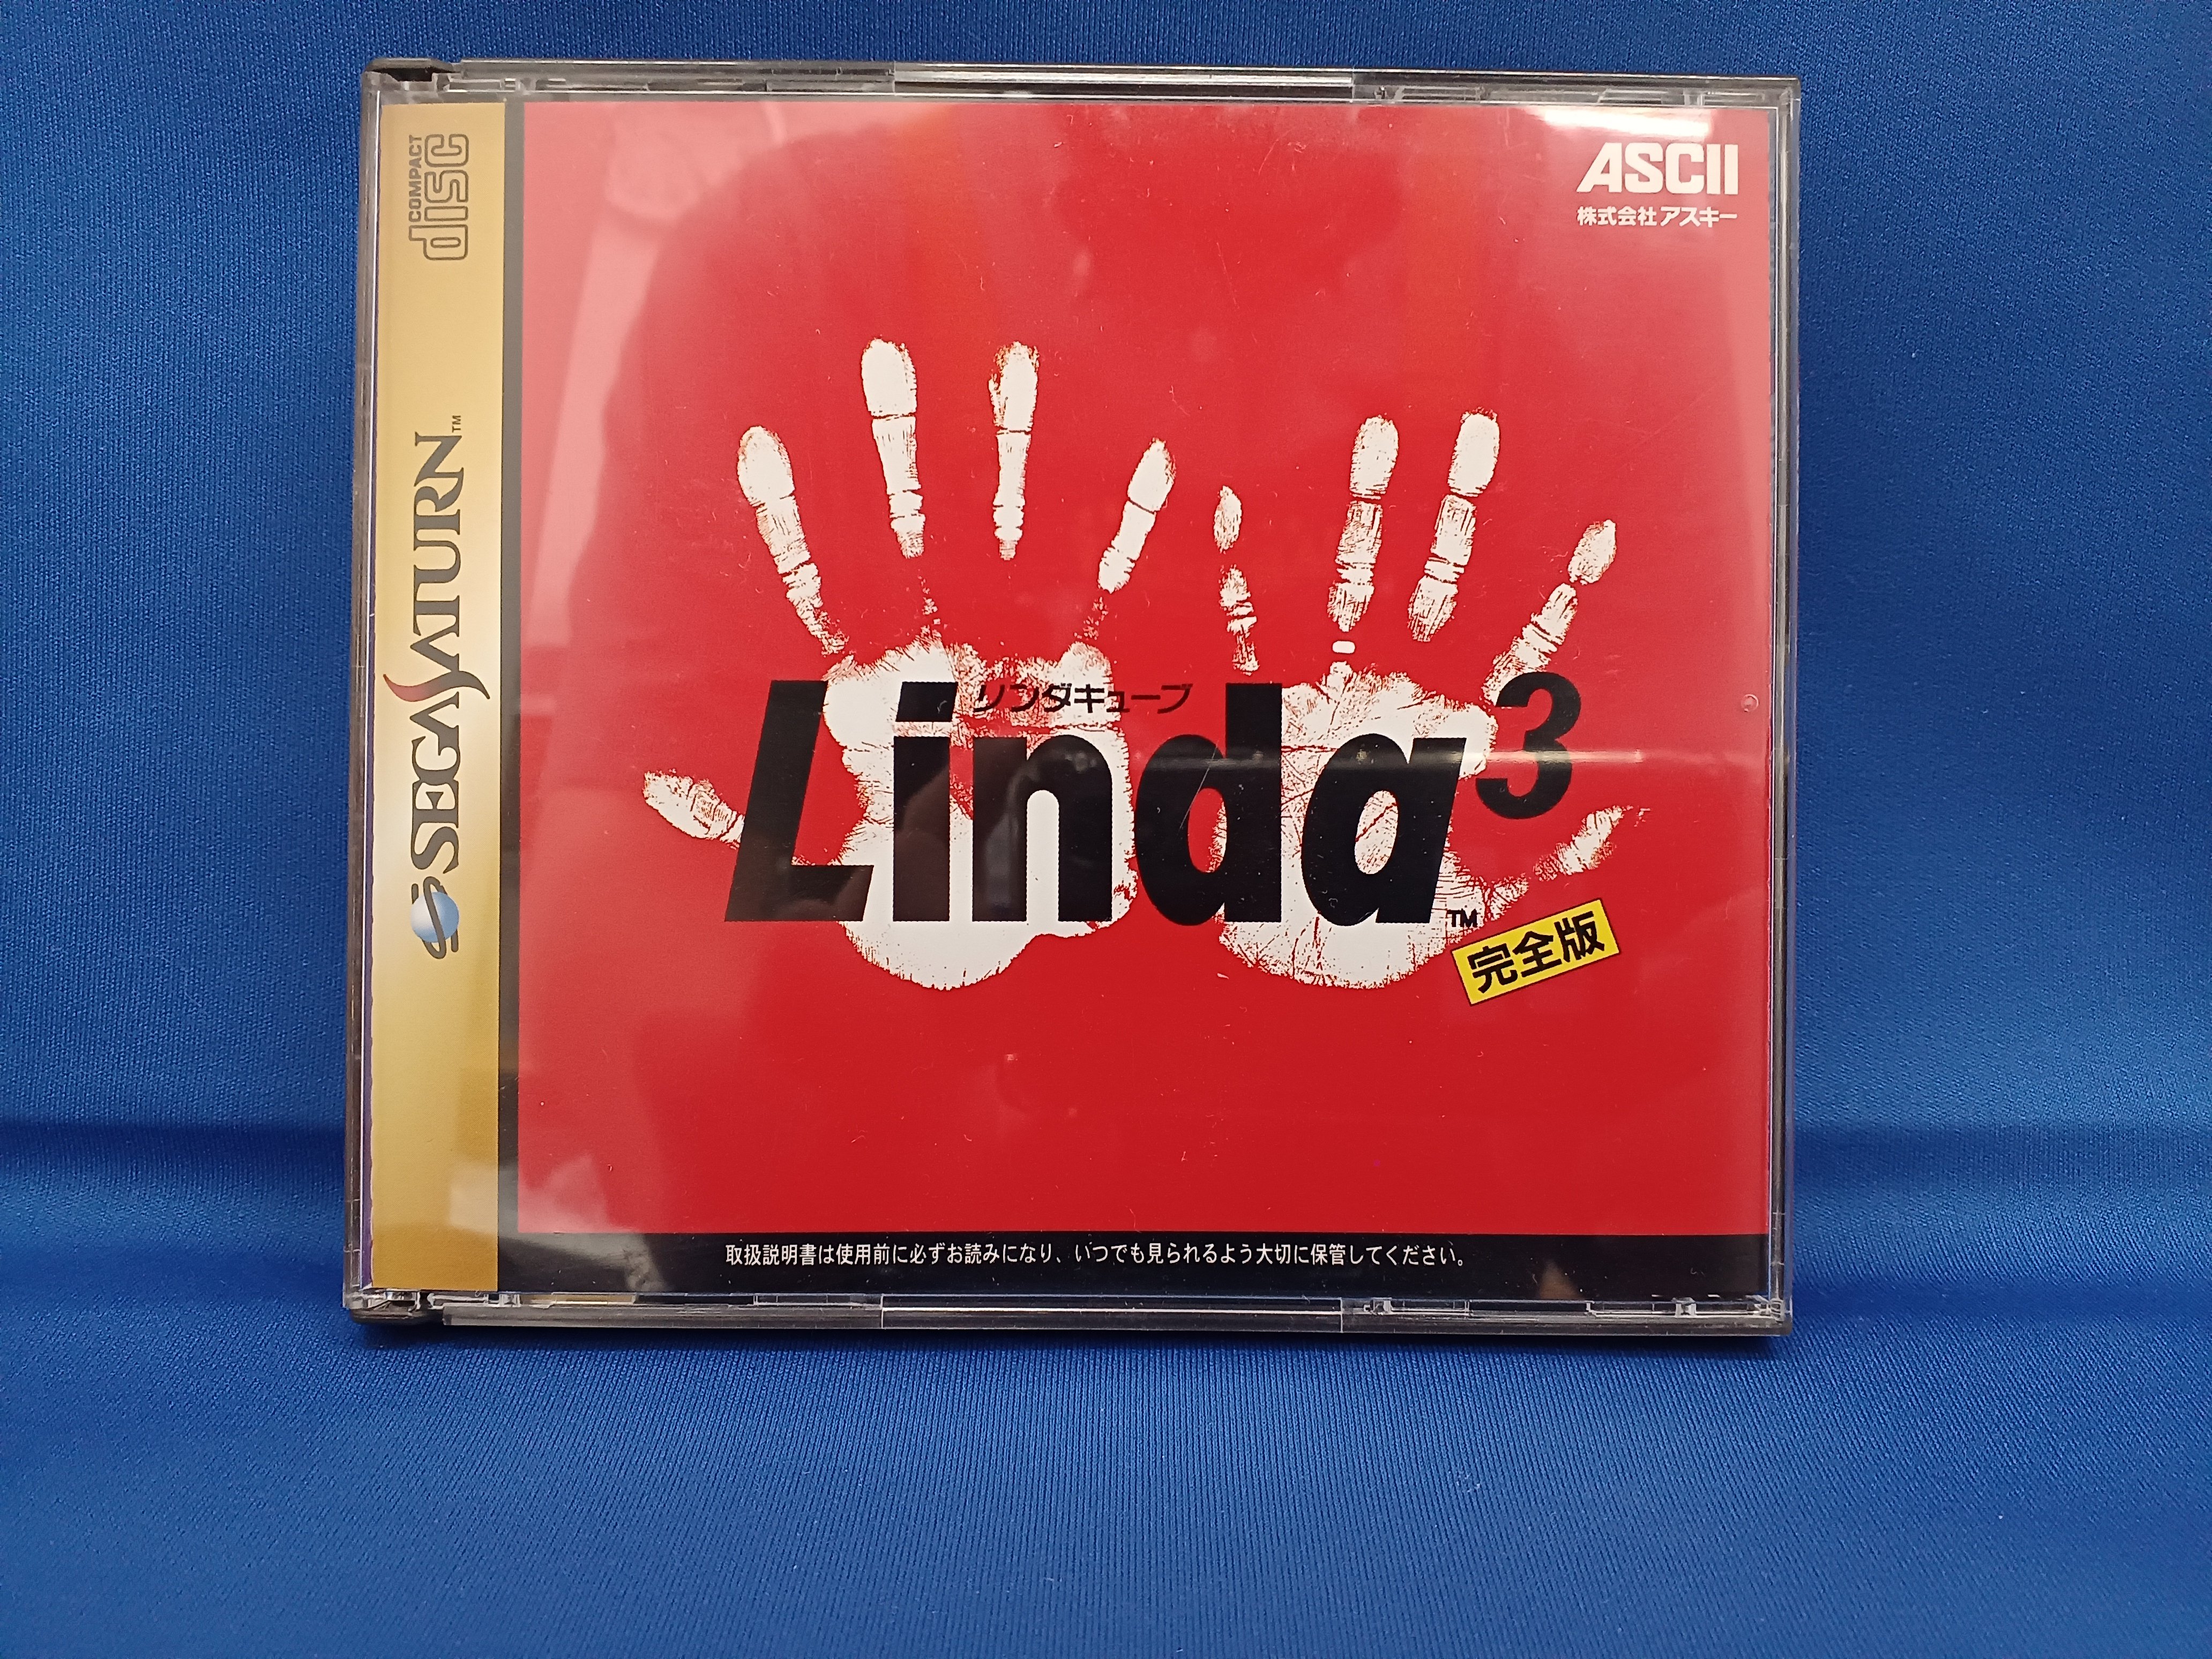 COMPACT
disc
SEGA SATURN™
ASCII
株式会社アスキー
リンダキューブ
Linda³™
完全版
取扱説明書は使用前に必ずお読みになり、いつでも見られるよう大切に保管してください。